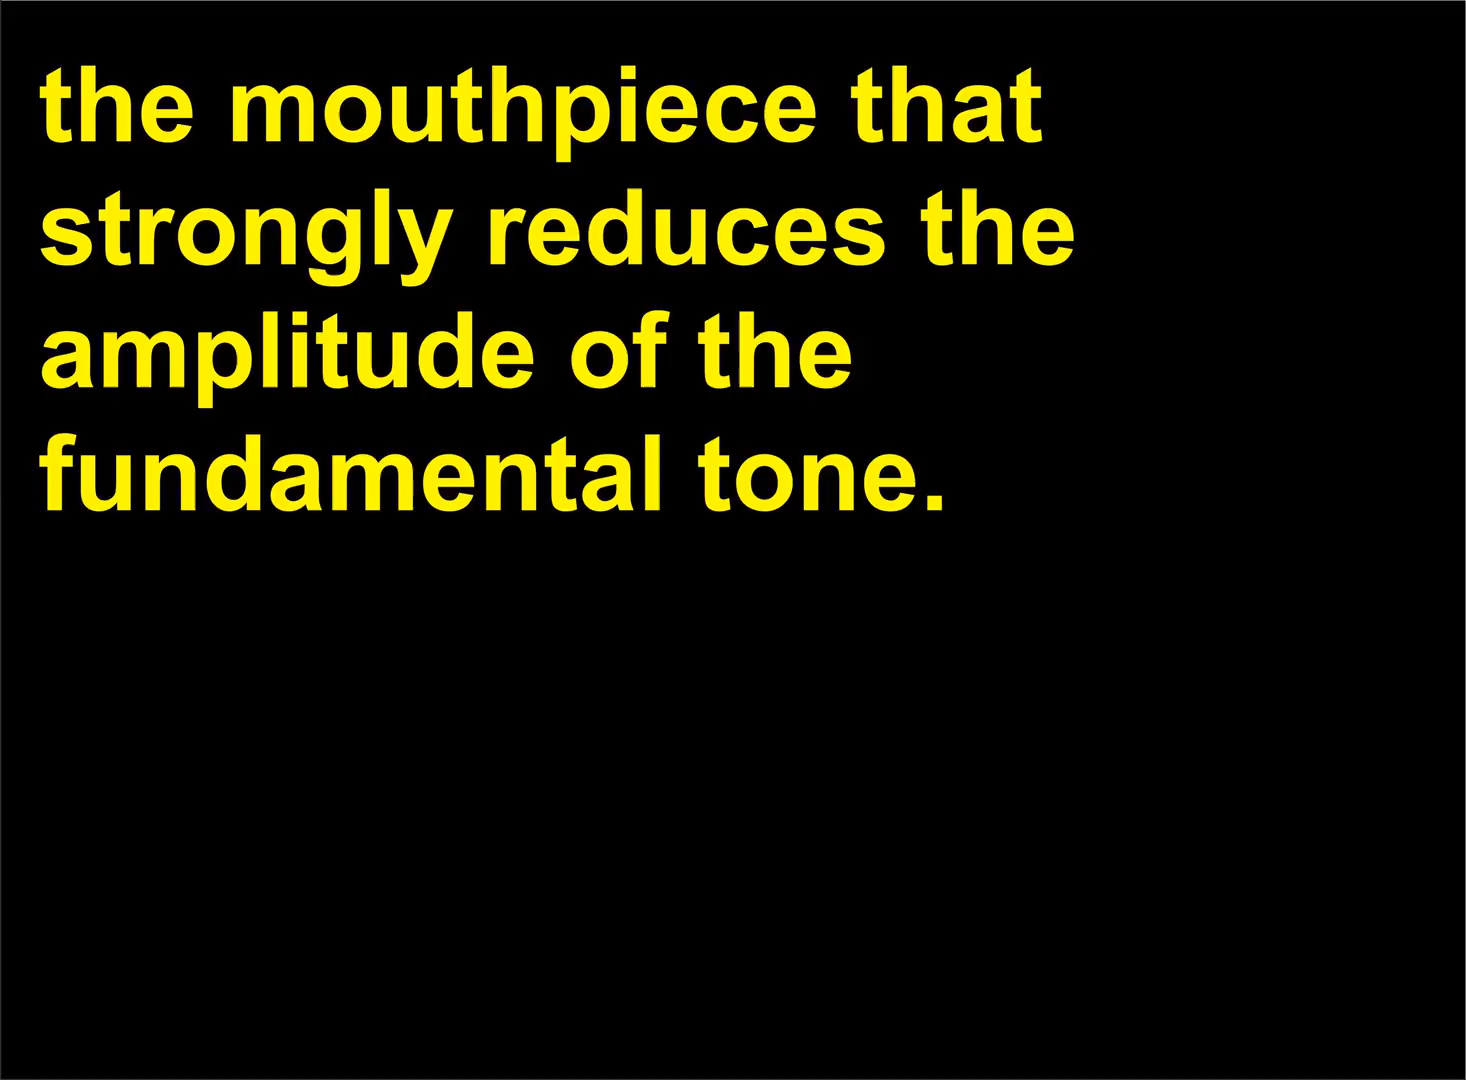 the mouthpiece that
strongly reduces the
amplitude of the
fundamental tone.